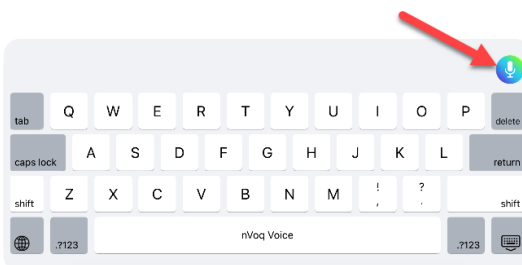 tab Q W E R T Y U I O P delete
caps lock A S D F G H J K L return
shift Z X C V B N M ! , ? . shift
.?123 nVoq Voice .?123